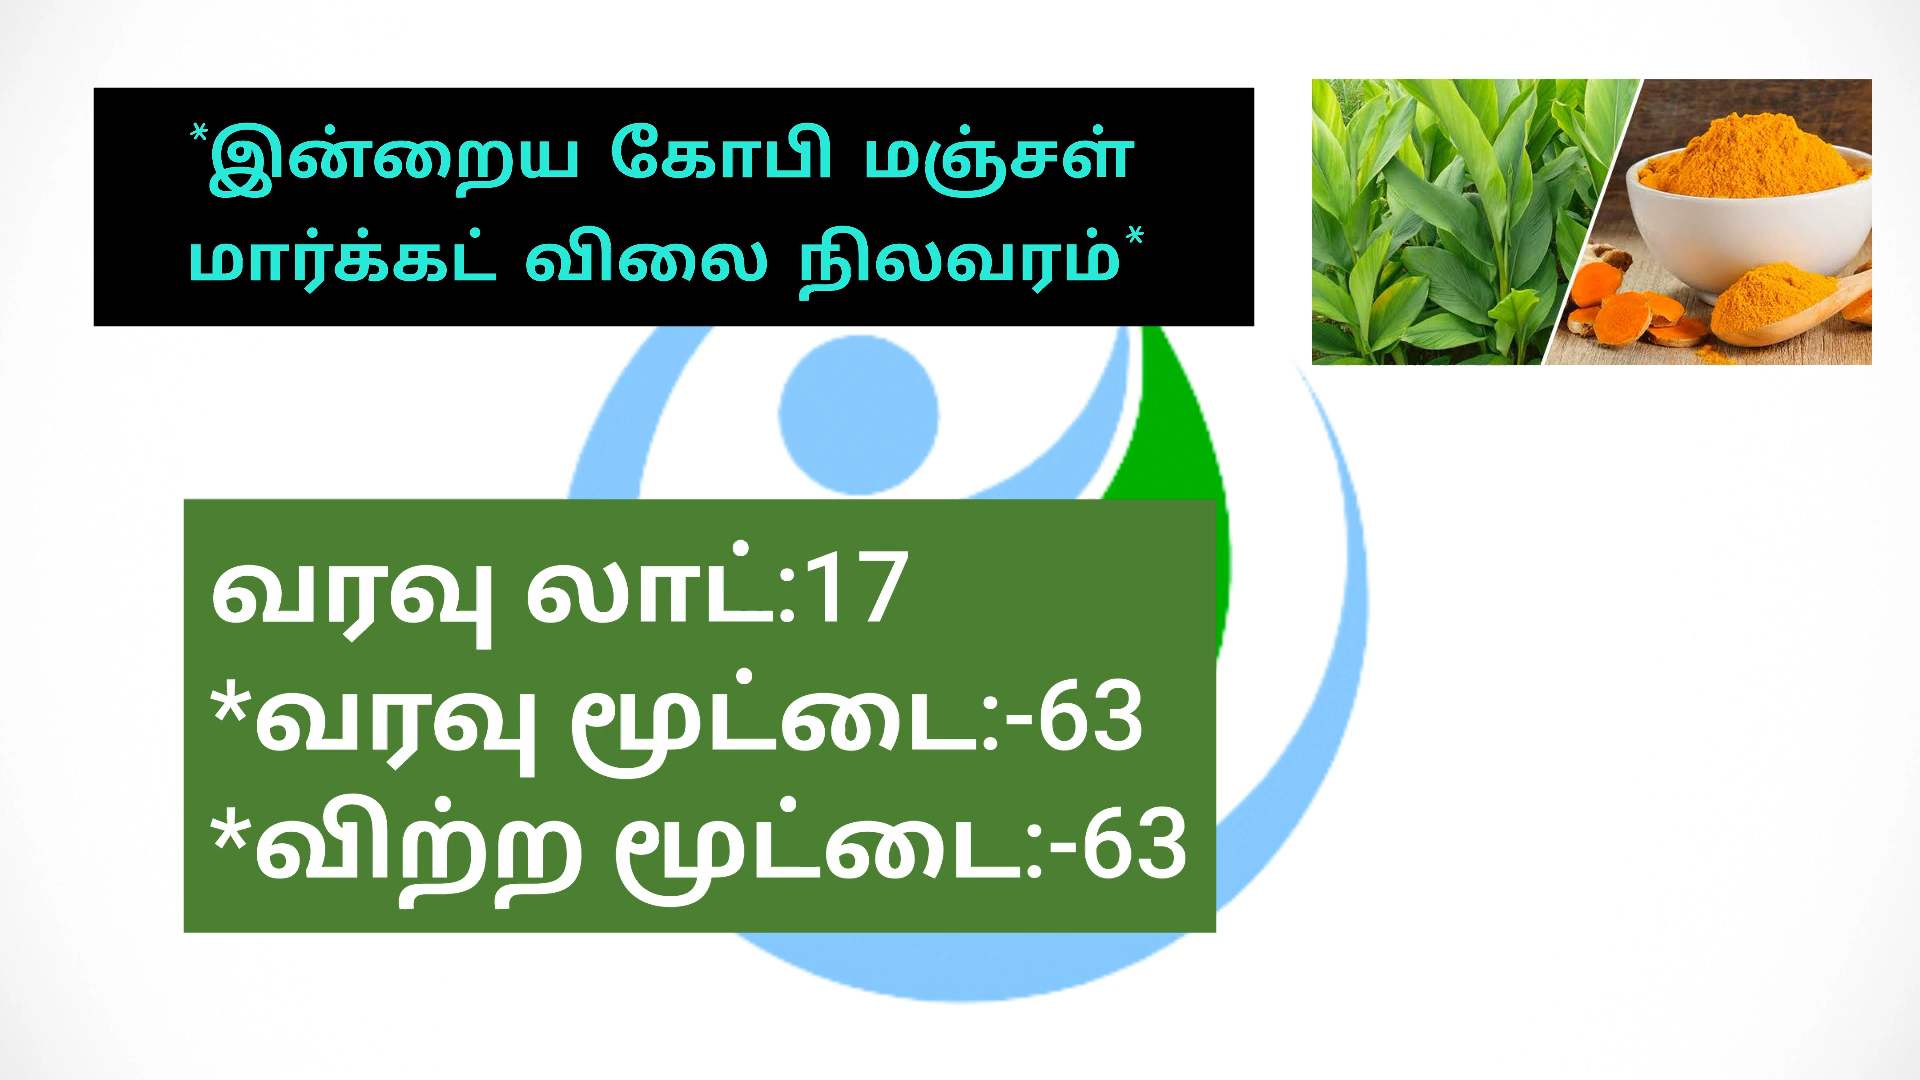 *இன்றைய கோபி மஞ்சள்
மார்க்கட் விலை நிலவரம்*
வரவு லாட்:17
*வரவு மூட்டை:-63
*விற்ற மூட்டை:-63